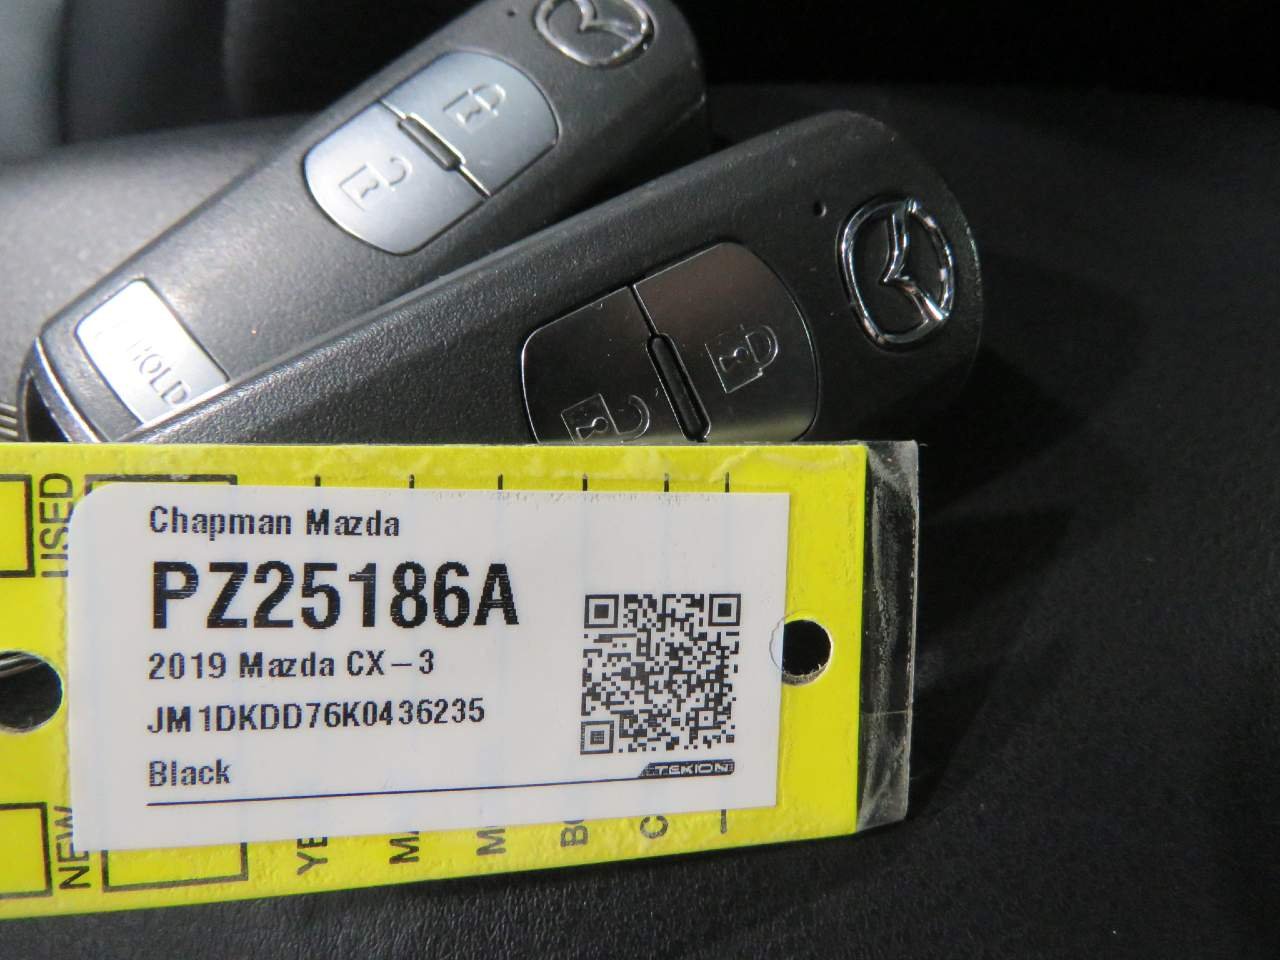 HOLD
USED
Chapman Mazda
PZ25186A
2019 Mazda CX-3
JM1DKDD76K0436235
Black
TEKION
NEW